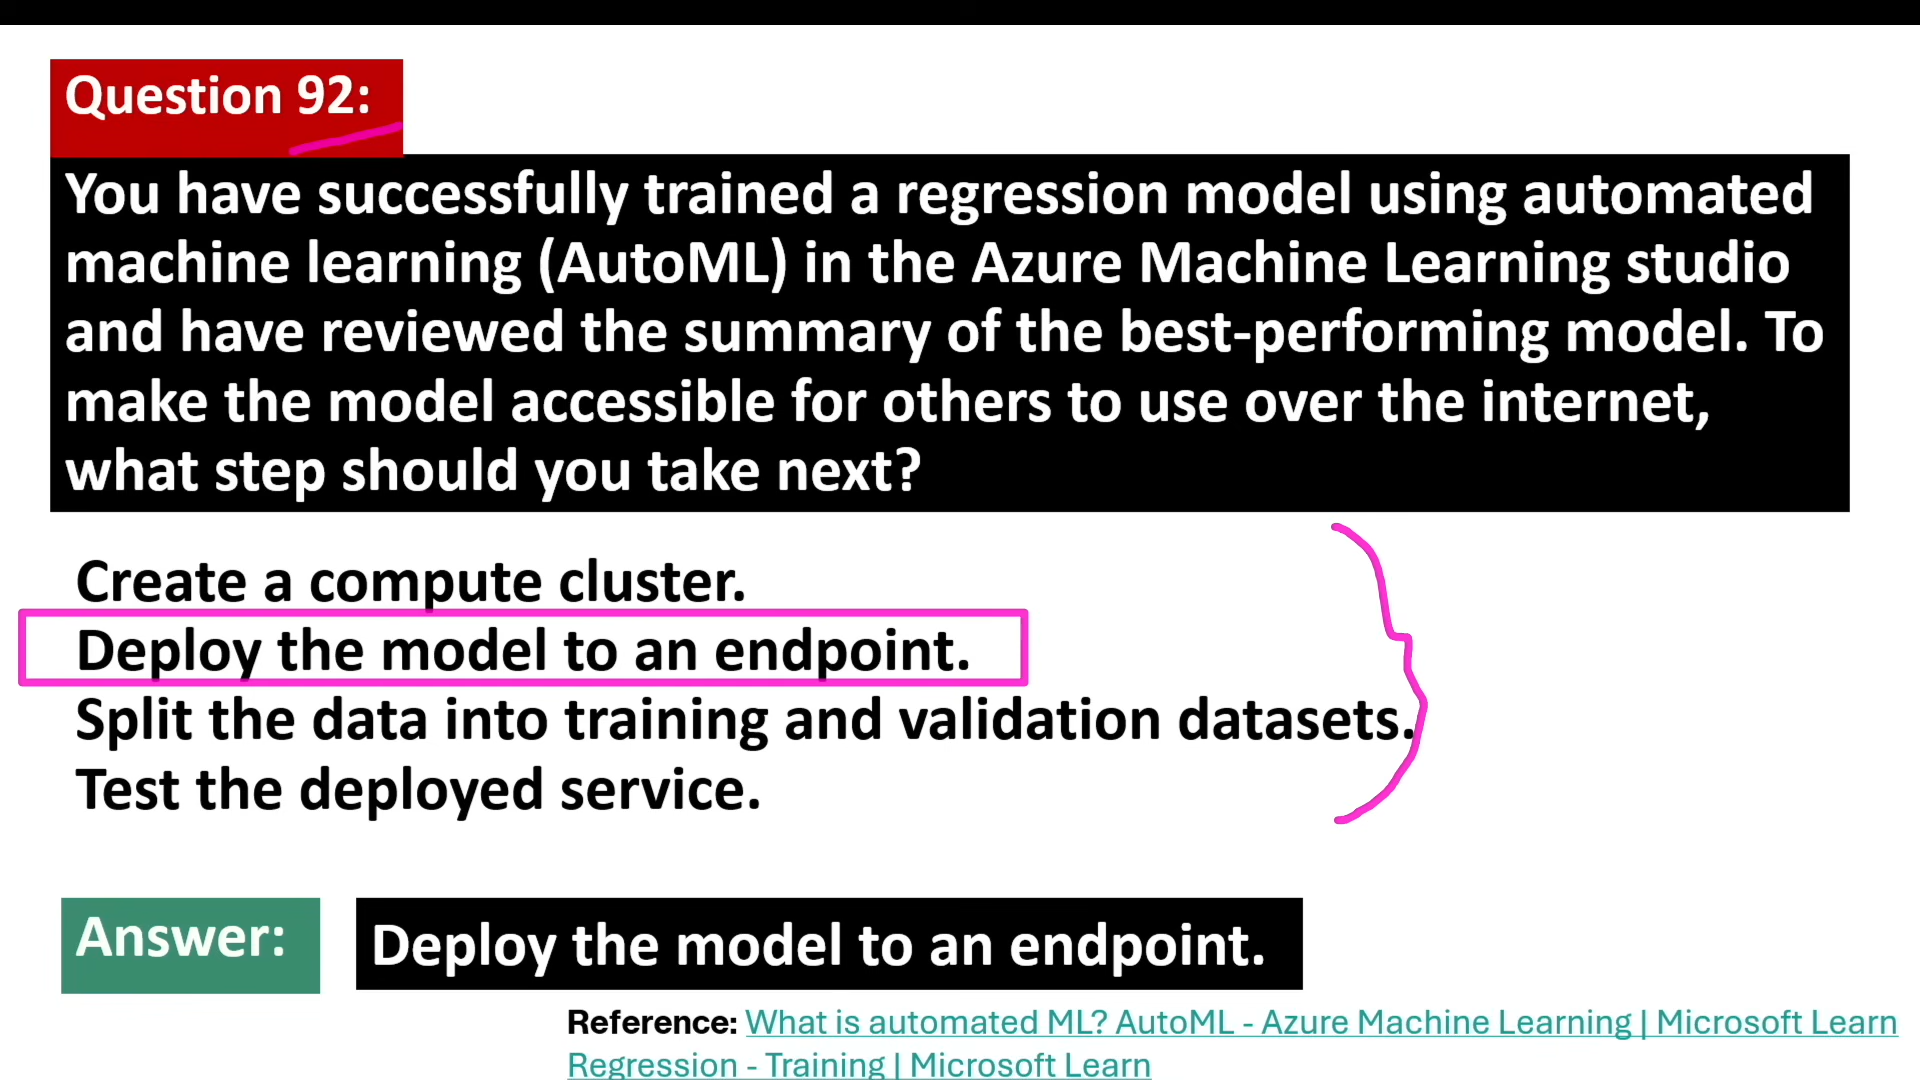 Question 92:
You have successfully trained a regression model using automated
machine learning (AutoML) in the Azure Machine Learning studio
and have reviewed the summary of the best-performing model. To
make the model accessible for others to use over the internet,
what step should you take next?
Create a compute cluster.
Deploy the model to an endpoint.
Split the data into training and validation datasets.
Test the deployed service.
Answer: Deploy the model to an endpoint.
Reference: What is automated ML? AutoML - Azure Machine Learning | Microsoft Learn
Regression - Training | Microsoft Learn